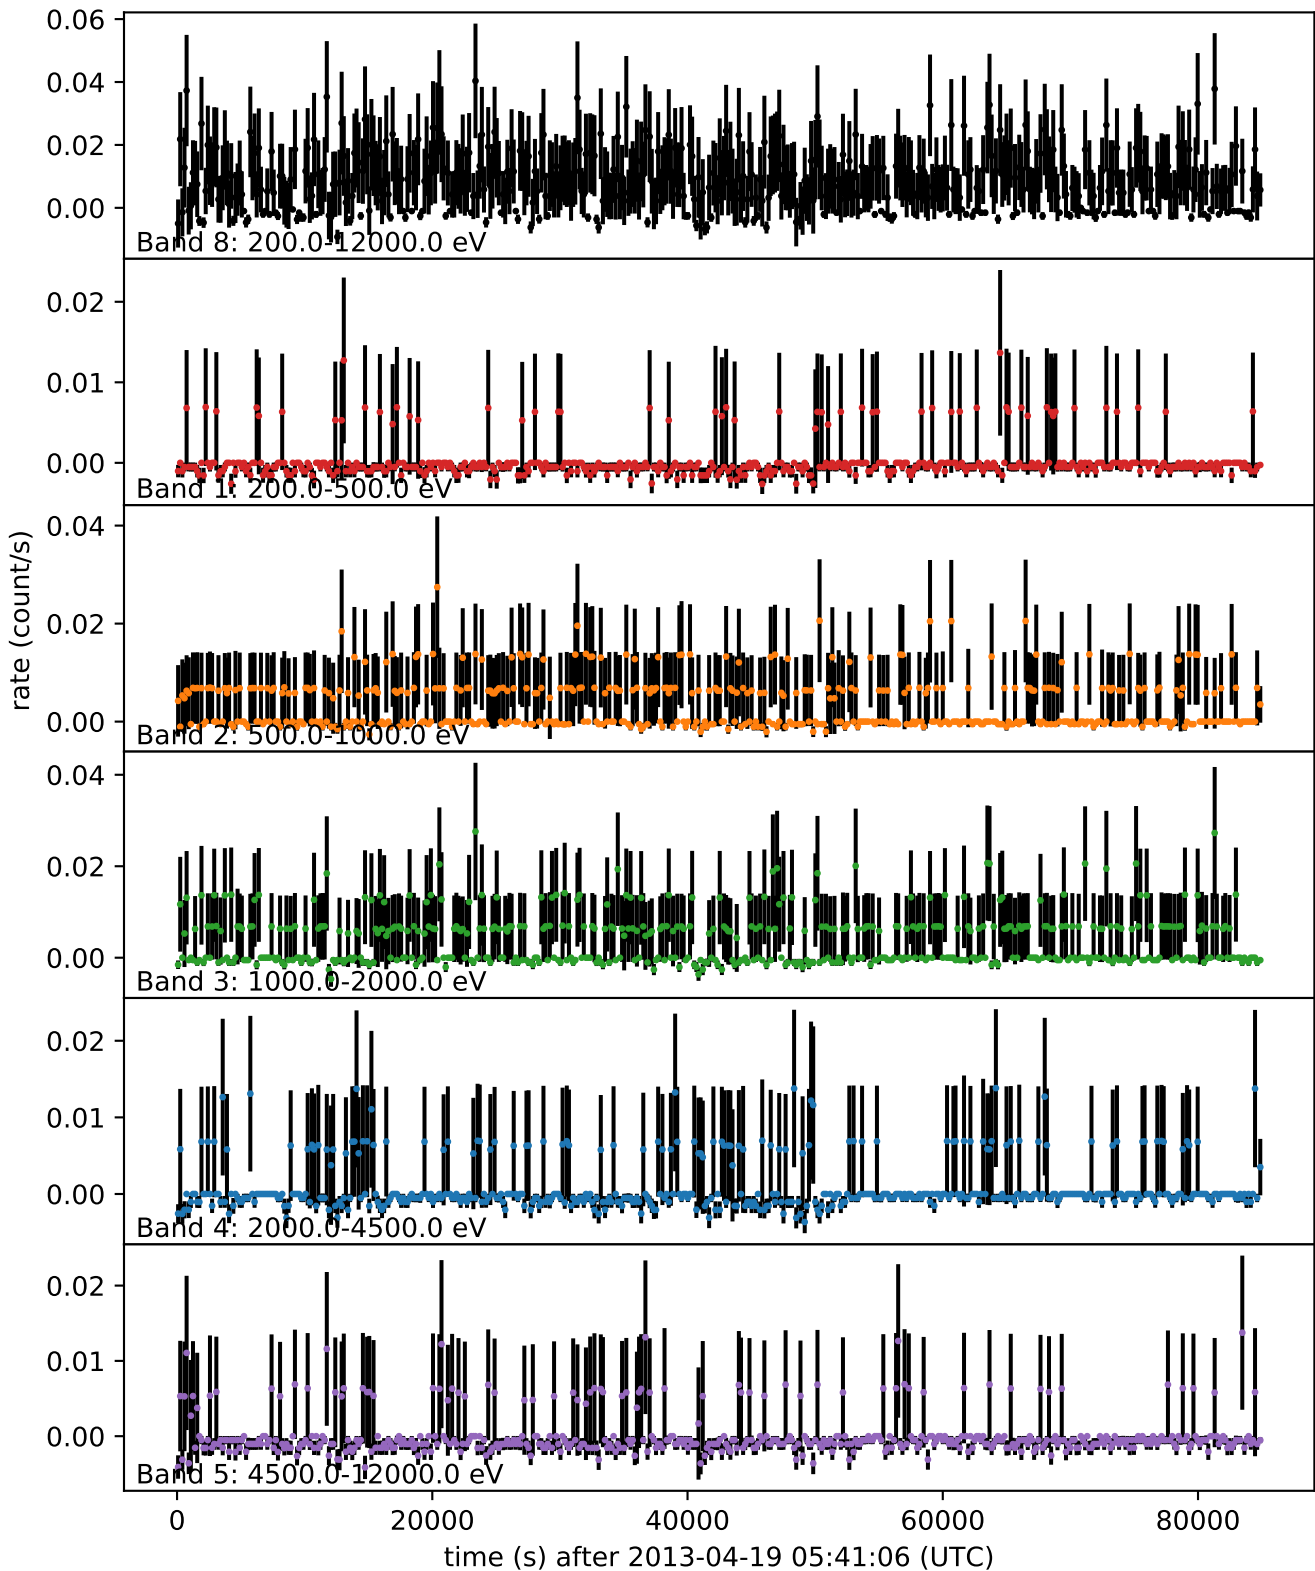 0.06
0.04
0.02
0.00
Band 8: 200.0-12000.0 eV
0.02
0.01
0.00
Band 1: 200.0-500.0 eV
0.04
0.02
0.00
Band 2: 500.0-1000.0 eV
rate (count/s)
0.04
0.02
0.00
Band 3: 1000.0-2000.0 eV
0.02
0.01
0.00
Band 4: 2000.0-4500.0 eV
0.02
0.01
0.00
Band 5: 4500.0-12000.0 eV
0 20000 40000 60000 80000
time (s) after 2013-04-19 05:41:06 (UTC)